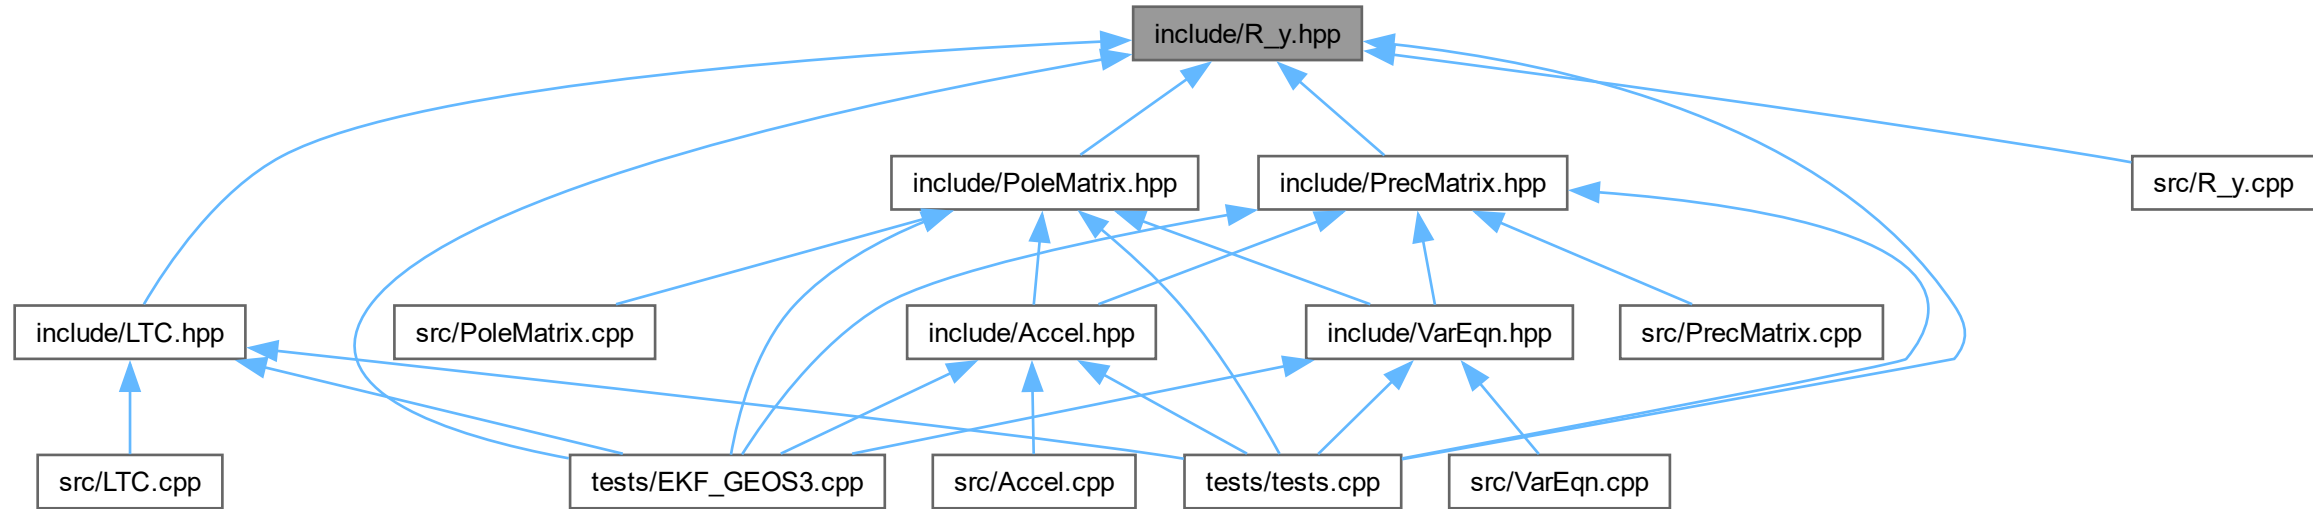 include/R_y.hpp
include/PoleMatrix.hpp
include/PrecMatrix.hpp
src/R_y.cpp
include/LTC.hpp
src/PoleMatrix.cpp
include/Accel.hpp
include/VarEqn.hpp
src/PrecMatrix.cpp
src/LTC.cpp
tests/EKF_GEOS3.cpp
src/Accel.cpp
tests/tests.cpp
src/VarEqn.cpp